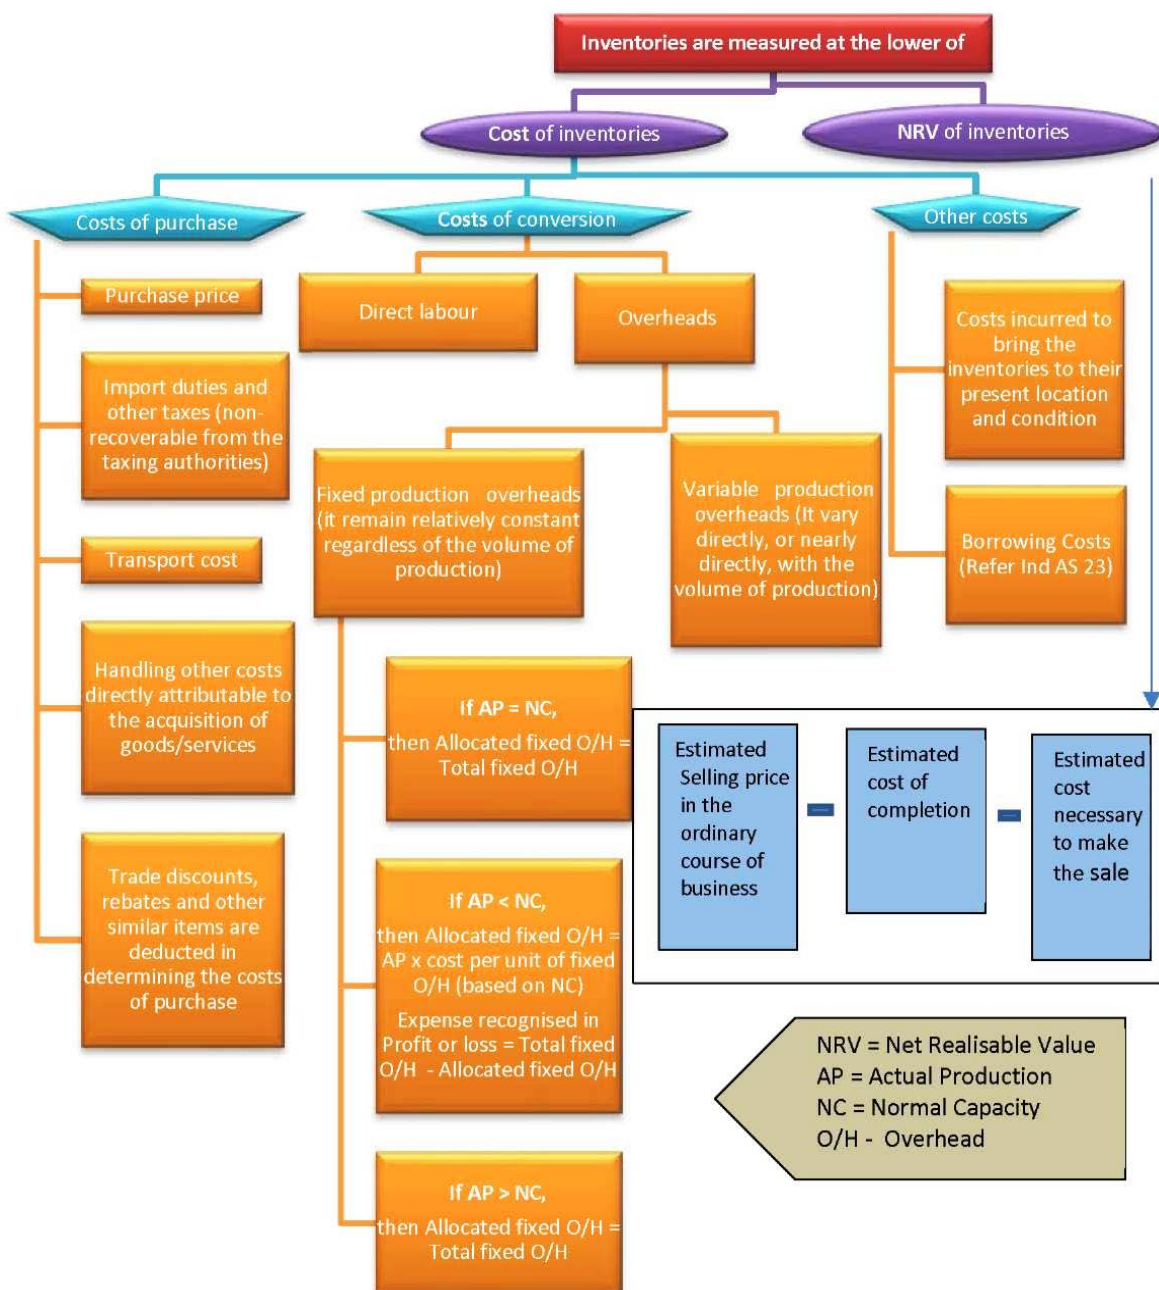 Inventories are measured at the lower of
Cost of inventories
NRV of inventories
Costs of purchase
Costs of conversion
Other costs
Purchase price
Import duties and
other taxes (non-
recoverable from the
taxing authorities)
Transport cost
Handling other costs
directly attributable to
the acquisition of
goods/services
Trade discounts,
rebates and other
similar items are
deducted in
determining the costs
of purchase
Direct labour
Overheads
Fixed production overheads
(it remain relatively constant
regardless of the volume of
production)
Variable production
overheads (It vary
directly, or nearly
directly, with the
volume of production)
If AP = NC,
then Allocated fixed O/H =
Total fixed O/H
If AP < NC,
then Allocated fixed O/H =
AP x cost per unit of fixed
O/H (based on NC)
Expense recognised in
Profit or loss = Total fixed
O/H - Allocated fixed O/H
If AP > NC,
then Allocated fixed O/H =
Total fixed O/H
Costs incurred to
bring the
inventories to their
present location
and condition
Borrowing Costs
(Refer Ind AS 23)
Estimated
Selling price
in the
ordinary
course of
business
Estimated
cost of
completion
Estimated
cost
necessary
to make
the sale
NRV = Net Realisable Value
AP = Actual Production
NC = Normal Capacity
O/H - Overhead